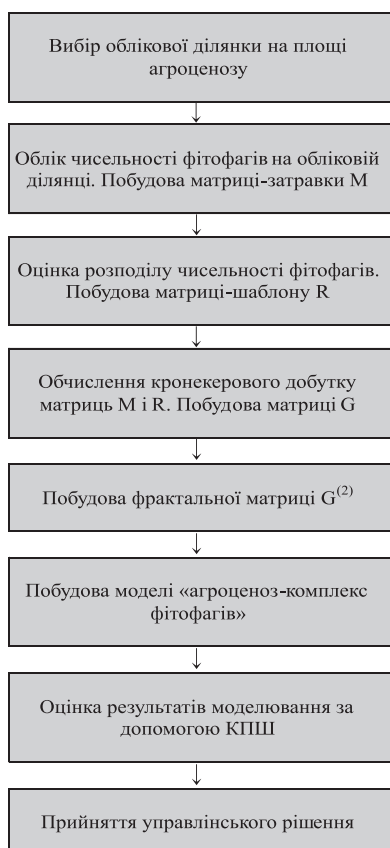 Вибір облікової ділянки на площі
агроценозу
Облік чисельності фітофагів на обліковій
ділянці. Побудова матриці-затравки М
Оцінка розподілу чисельності фітофагів.
Побудова матриці-шаблону R
Обчислення кронекерового добутку
матриць М і R. Побудова матриці G
Побудова фрактальної матриці G⁽²⁾
Побудова моделі «агроценоз-комплекс
фітофагів»
Оцінка результатів моделювання за
допомогою КПШ
Прийняття управлінського рішення